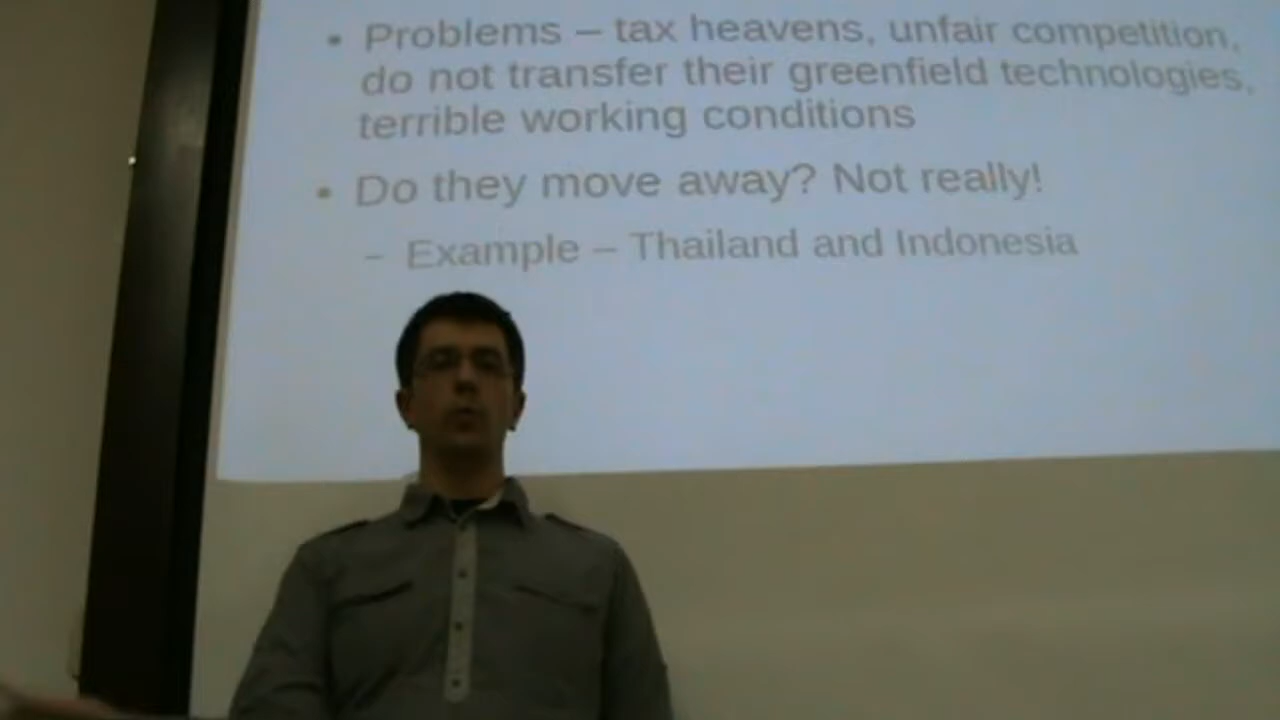 • Problems – tax heavens, unfair competition,
do not transfer their greenfield technologies,
terrible working conditions
• Do they move away? Not really!
– Example – Thailand and Indonesia